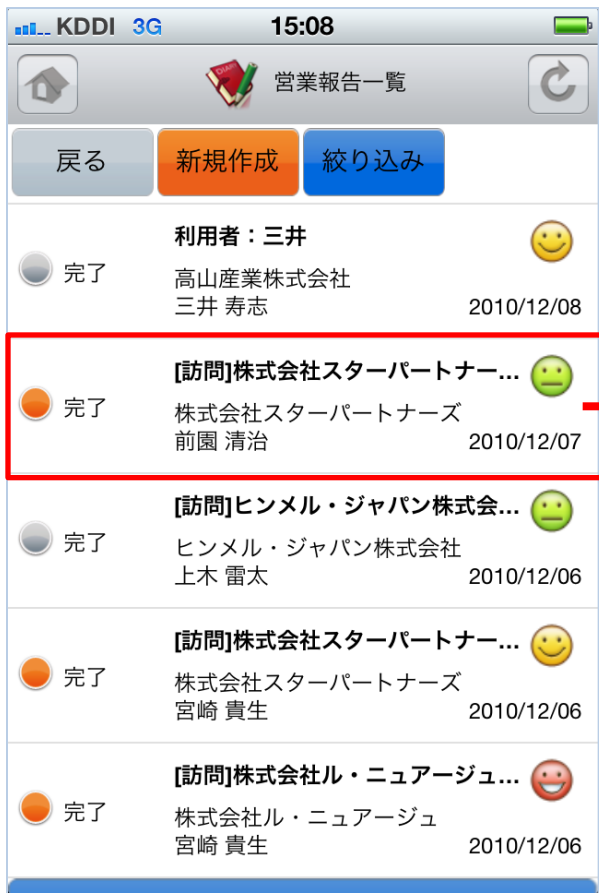 KDDI 3G 15:08
営業報告一覧
戻る 新規作成 絞り込み
利用者：三井
完了
高山産業株式会社
三井 寿志 2010/12/08
[訪問]株式会社スターパートナー...
完了
株式会社スターパートナーズ
前園 清治 2010/12/07
[訪問]ヒンメル・ジャパン株式会...
完了
ヒンメル・ジャパン株式会社
上木 雷太 2010/12/06
[訪問]株式会社スターパートナー...
完了
株式会社スターパートナーズ
宮崎 貴生 2010/12/06
[訪問]株式会社ル・ニュアージュ...
完了
株式会社ル・ニュアージュ
宮崎 貴生 2010/12/06